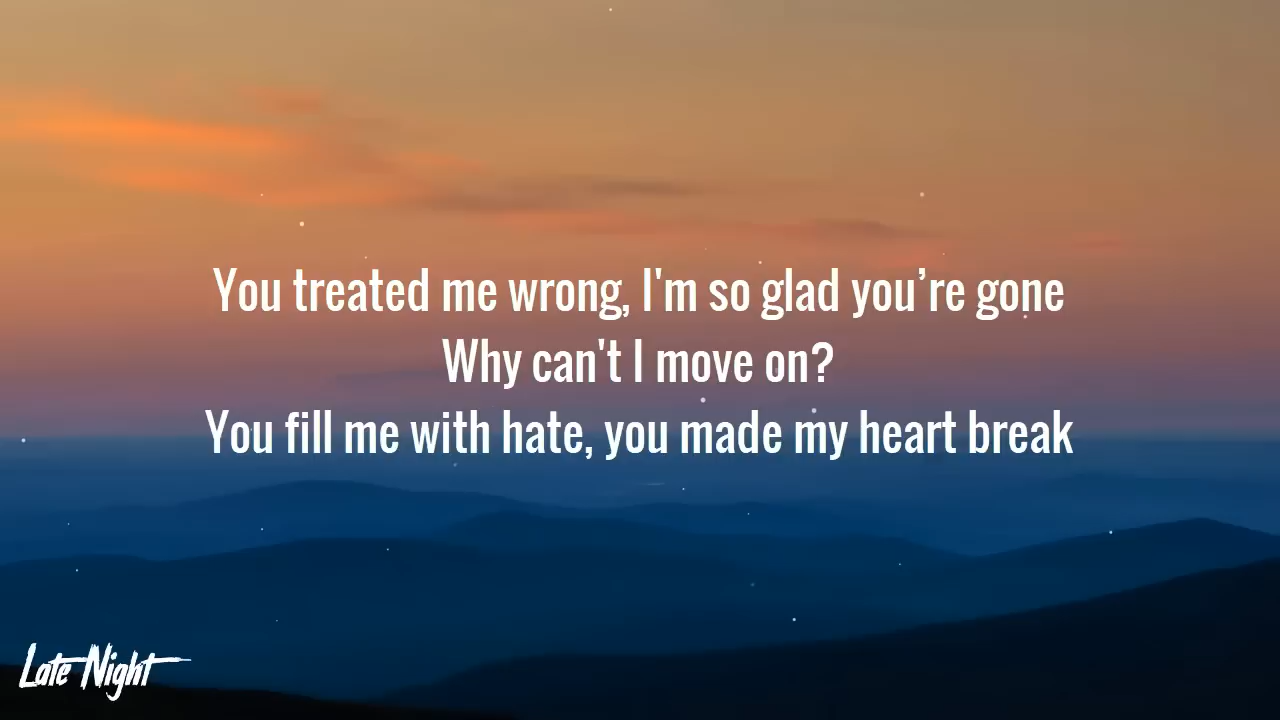 You treated me wrong, I'm so glad you’re gone
Why can't I move on?
You fill me with hate, you made my heart break
Late Night